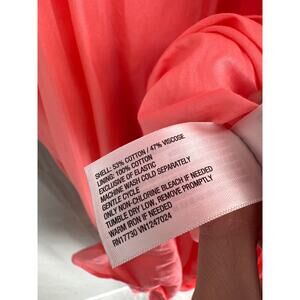 SHELL: 53% COTTON / 47% VISCOSE
LINING: 100% COTTON
EXCLUSIVE OF ELASTIC
MACHINE WASH COLD SEPARATELY
GENTLE CYCLE
ONLY NON-CHLORINE BLEACH IF NEEDED
TUMBLE DRY LOW, REMOVE PROMPTLY
WARM IRON IF NEEDED
RN17730 VN1247024